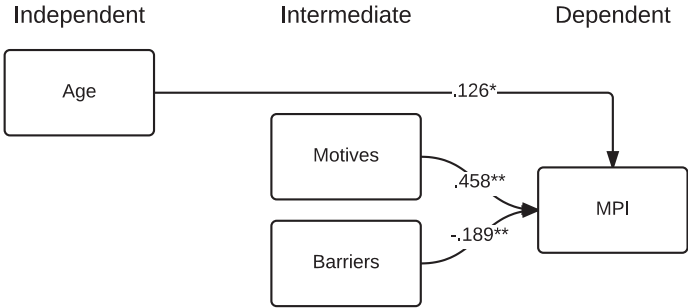 Independent Intermediate Dependent
Age
.126*
Motives
.458**
MPI
-.189**
Barriers